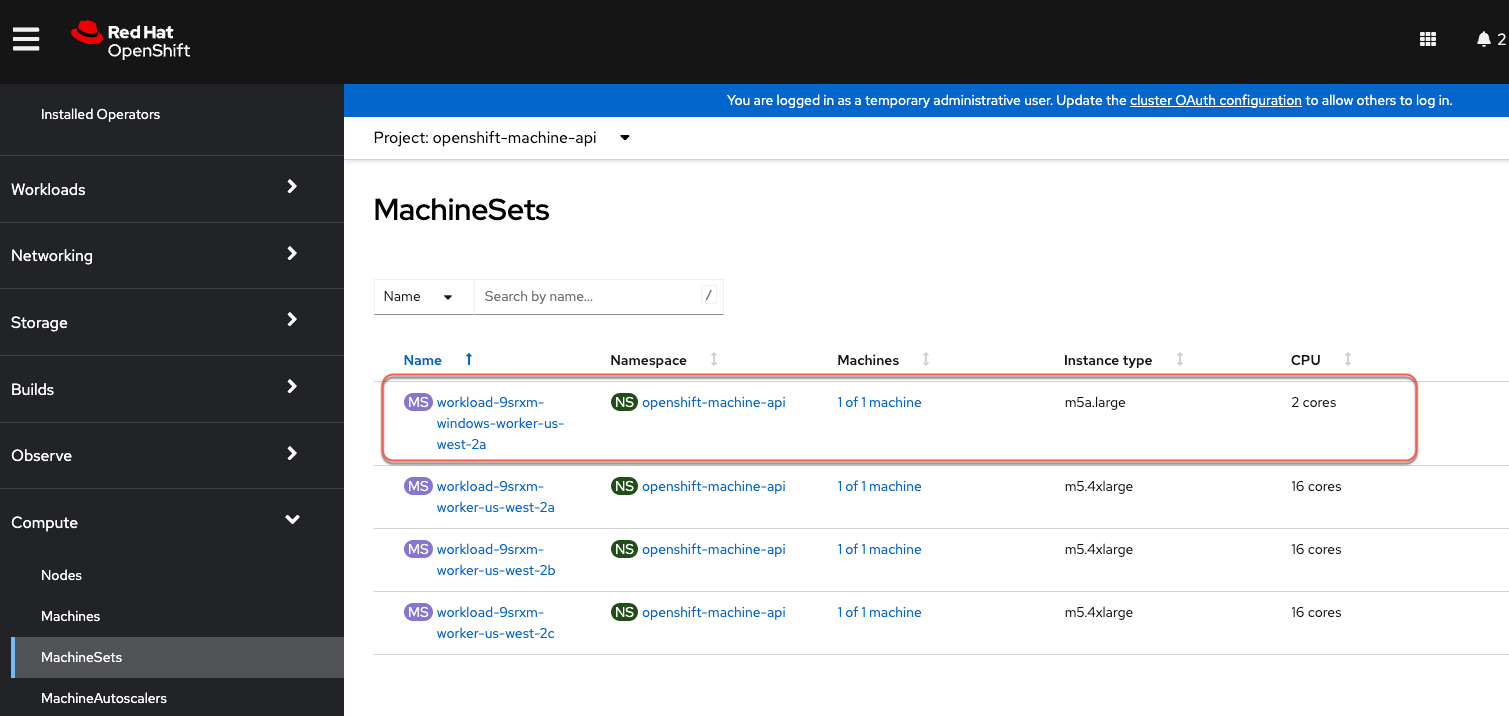 Red Hat
OpenShift
2
Installed Operators
Workloads
Networking
Storage
Builds
Observe
Compute
Nodes
Machines
MachineSets
MachineAutoscalers
You are logged in as a temporary administrative user. Update the cluster OAuth configuration to allow others to log in.
Project: openshift-machine-api
MachineSets
Name Search by name... /
Name Namespace Machines Instance type CPU
MS workload-9srxm- NS openshift-machine-api 1 of 1 machine m5a.large 2 cores
windows-worker-us-
west-2a
MS workload-9srxm- NS openshift-machine-api 1 of 1 machine m5.4xlarge 16 cores
worker-us-west-2a
MS workload-9srxm- NS openshift-machine-api 1 of 1 machine m5.4xlarge 16 cores
worker-us-west-2b
MS workload-9srxm- NS openshift-machine-api 1 of 1 machine m5.4xlarge 16 cores
worker-us-west-2c